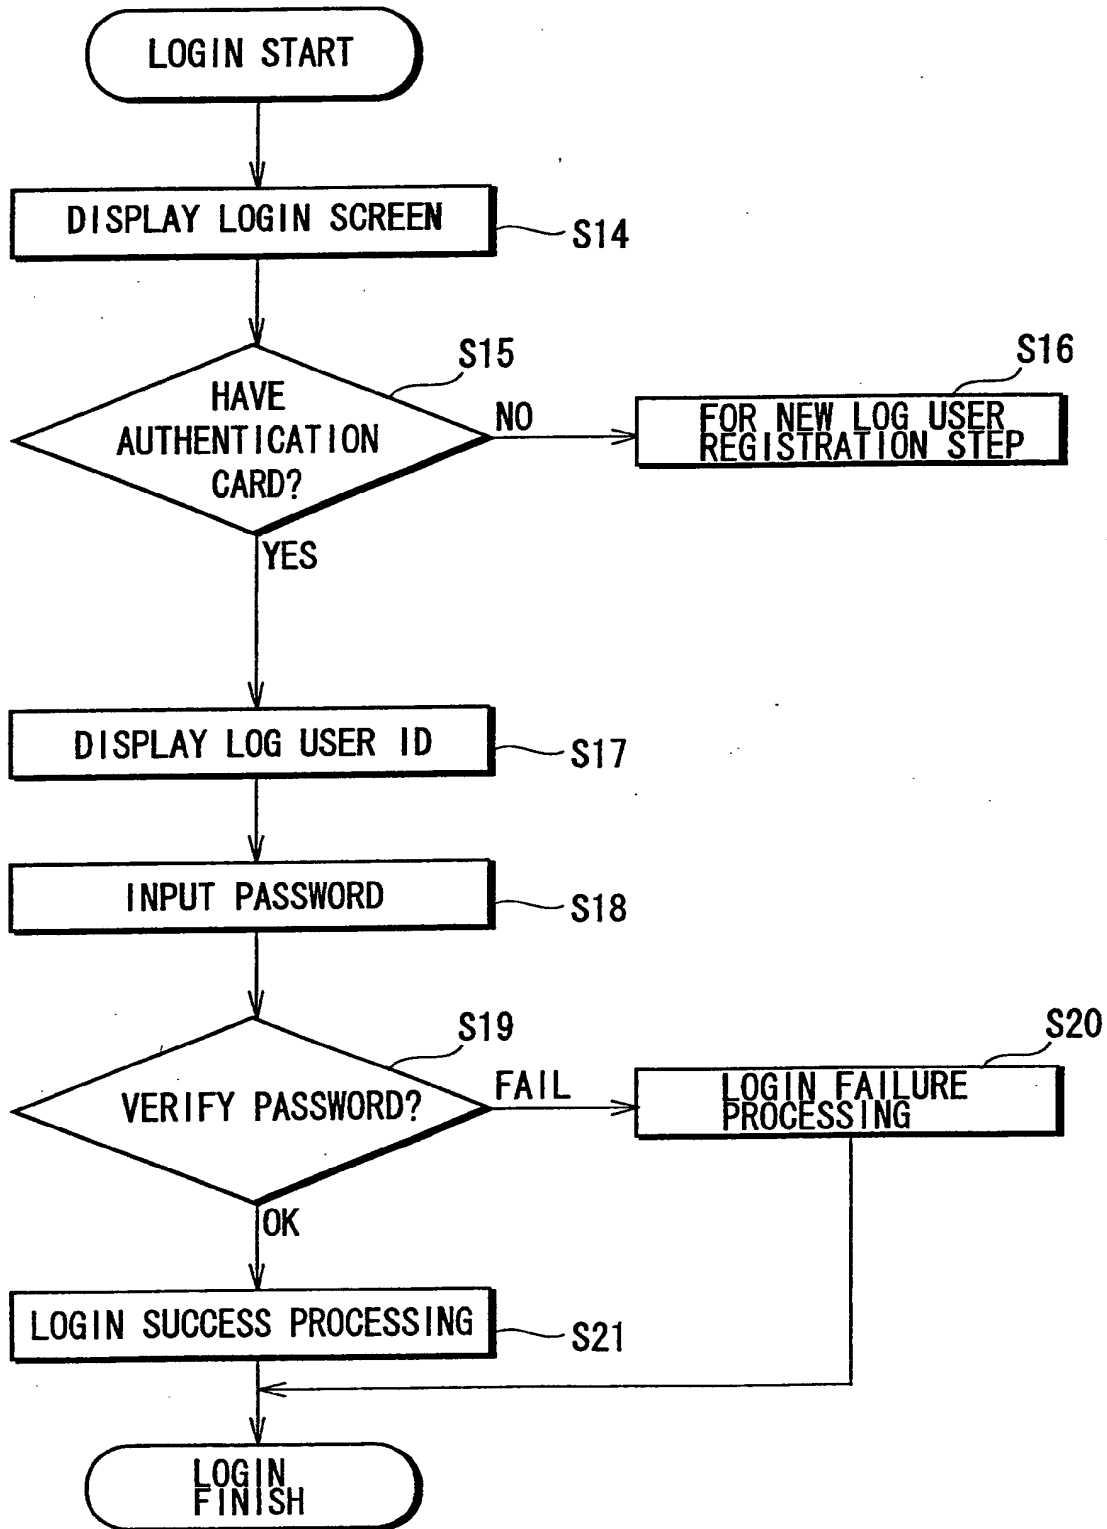 LOGIN START
DISPLAY LOGIN SCREEN
S14
S15
HAVE
AUTHENTICATION
CARD?
NO
S16
FOR NEW LOG USER
REGISTRATION STEP
YES
DISPLAY LOG USER ID
S17
INPUT PASSWORD
S18
S19
VERIFY PASSWORD?
FAIL
S20
LOGIN FAILURE
PROCESSING
OK
LOGIN SUCCESS PROCESSING
S21
LOGIN
FINISH